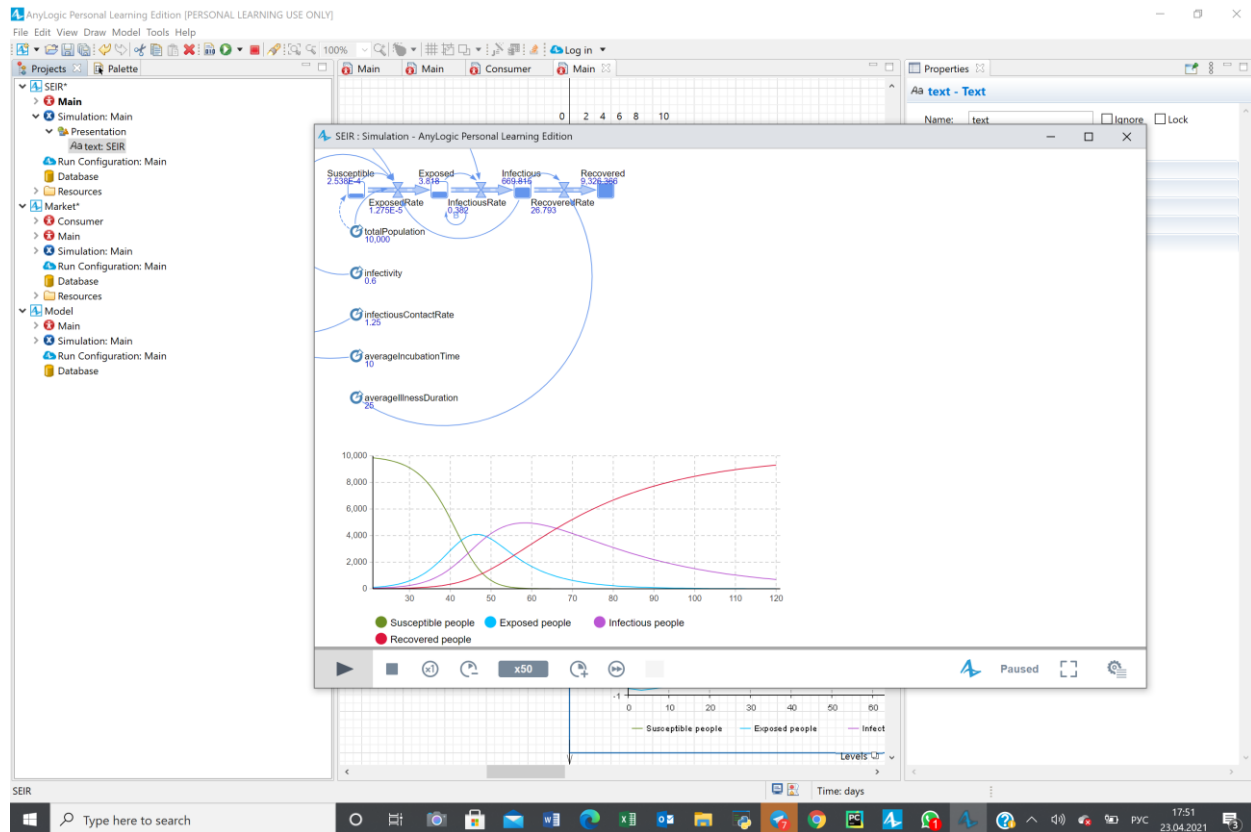 AnyLogic Personal Learning Edition [PERSONAL LEARNING USE ONLY]
File Edit View Draw Model Tools Help
100% Log in
Projects Palette
Main Main Consumer Main
Properties
SEIR*
Main
Simulation: Main
Presentation
Aa text: SEIR
Run Configuration: Main
Database
Resources
Market*
Consumer
Main
Simulation: Main
Run Configuration: Main
Database
Resources
Model
Main
Simulation: Main
Run Configuration: Main
Database
0 2 4 6 8 10
Aa text - Text
Name: text Ignore Lock
SEIR : Simulation - AnyLogic Personal Learning Edition
Susceptible Exposed Infectious Recovered
2.538E-4 3.818 669.815 9,326.366
ExposedRate InfectiousRate RecoveredRate
1.275E-5 0.382 26.793
B
totalPopulation
10,000
infectivity
0.6
infectiousContactRate
1.25
averageIncubationTime
10
averageIllnessDuration
25
10,000
8,000
6,000
4,000
2,000
0
30 40 50 60 70 80 90 100 110 120
Susceptible people Exposed people Infectious people
Recovered people
x1 x50 Paused
-1
0 10 20 30 40 50 60
Susceptible people Exposed people Infect
Levels
SEIR Time: days
Type here to search
РУС
17:51
23.04.2021